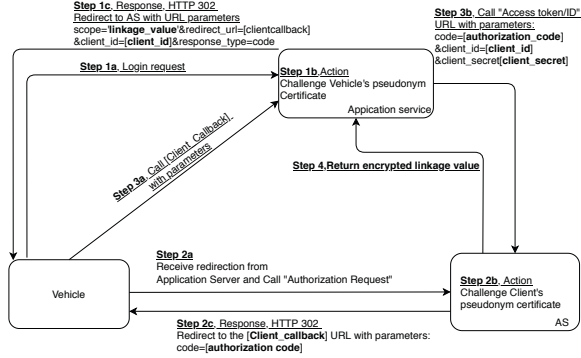 Step 1c, Response, HTTP 302
Redirect to AS with URL parameters
scope='linkage_value'&redirect_url=[clientcallback]
&client_id=[client_id]&response_type=code
Step 1a, Login request
Step 3b, Call "Access token/ID"
URL with parameters:
code=[authorization_code]
&client_id=[client_id]
&client_secret[client_secret]
Step 1b,Action
Challenge Vehicle's pseudonym
Certificate
Appication service
Step 3a, Call [Client_Callback]
with parameters
Step 4,Return encrypted linkage value
Step 2a
Receive redirection from
Application Server and Call "Authorization Request"
Vehicle
Step 2b, Action
Challenge Client's
pseudonym certificate
AS
Step 2c, Response, HTTP 302
Redirect to the [Client_callback] URL with parameters:
code=[authorization code]